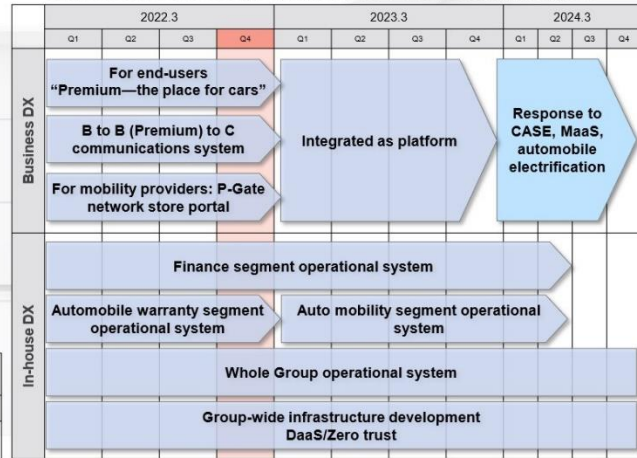 2022.3 2023.3 2024.3
Q1 Q2 Q3 Q4 Q1 Q2 Q3 Q4 Q1 Q2 Q3 Q4
Business DX
For end-users
“Premium—the place for cars”
B to B (Premium) to C
communications system
For mobility providers: P-Gate
network store portal
Integrated as platform
Response to
CASE, MaaS,
automobile
electrification
In-house DX
Finance segment operational system
Automobile warranty segment
operational system
Auto mobility segment operational
system
Whole Group operational system
Group-wide infrastructure development
DaaS/Zero trust